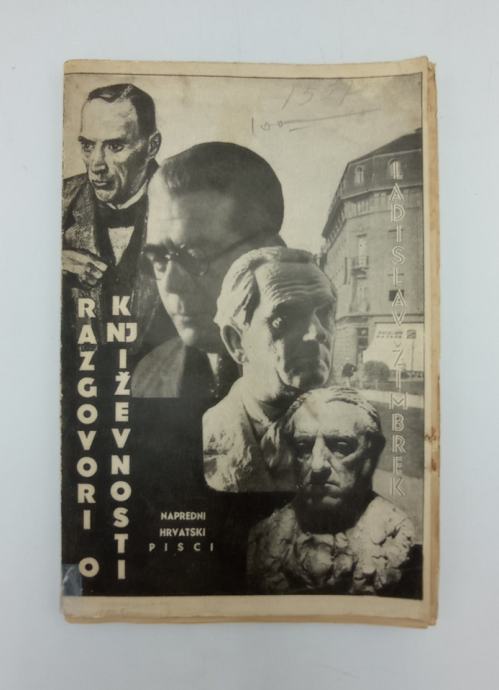 RAZGOVORI O
KNJIŽEVNOSTI
LADISLAV ŽIMBREK
NAPREDNI
HRVATSKI
PISCI